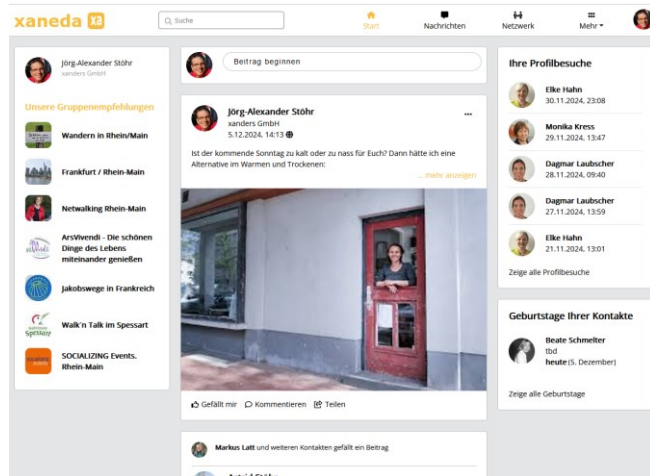 xaneda xa
Suche
Start
Nachrichten
Netzwerk
Mehr
Jörg-Alexander Stöhr
xanders GmbH
Unsere Gruppenempfehlungen
Wandern in Rhein/Main
Frankfurt / Rhein-Main
Netwalking Rhein-Main
ArsVivendi - Die schönen
Dinge des Lebens
miteinander genießen
Jakobswege in Frankreich
Walk'n Talk im Spessart
SOCIALIZING Events.
Rhein-Main
Beitrag beginnen
Jörg-Alexander Stöhr
xanders GmbH
5.12.2024, 14:13
Ist der kommende Sonntag zu kalt oder zu nass für Euch? Dann hätte ich eine
Alternative im Warmen und Trockenen:
... mehr anzeigen
Gefällt mir
Kommentieren
Teilen
Markus Latt und weiteren Kontakten gefällt ein Beitrag
Astrid Stöhr
Ihre Profilbesuche
Elke Hahn
30.11.2024, 23:08
Monika Kress
29.11.2024, 13:47
Dagmar Laubscher
28.11.2024, 09:40
Dagmar Laubscher
27.11.2024, 13:59
Elke Hahn
21.11.2024, 13:01
Zeige alle Profilbesuche
Geburtstage Ihrer Kontakte
Beate Schmelter
tbd
heute (5. Dezember)
Zeige alle Geburtstage